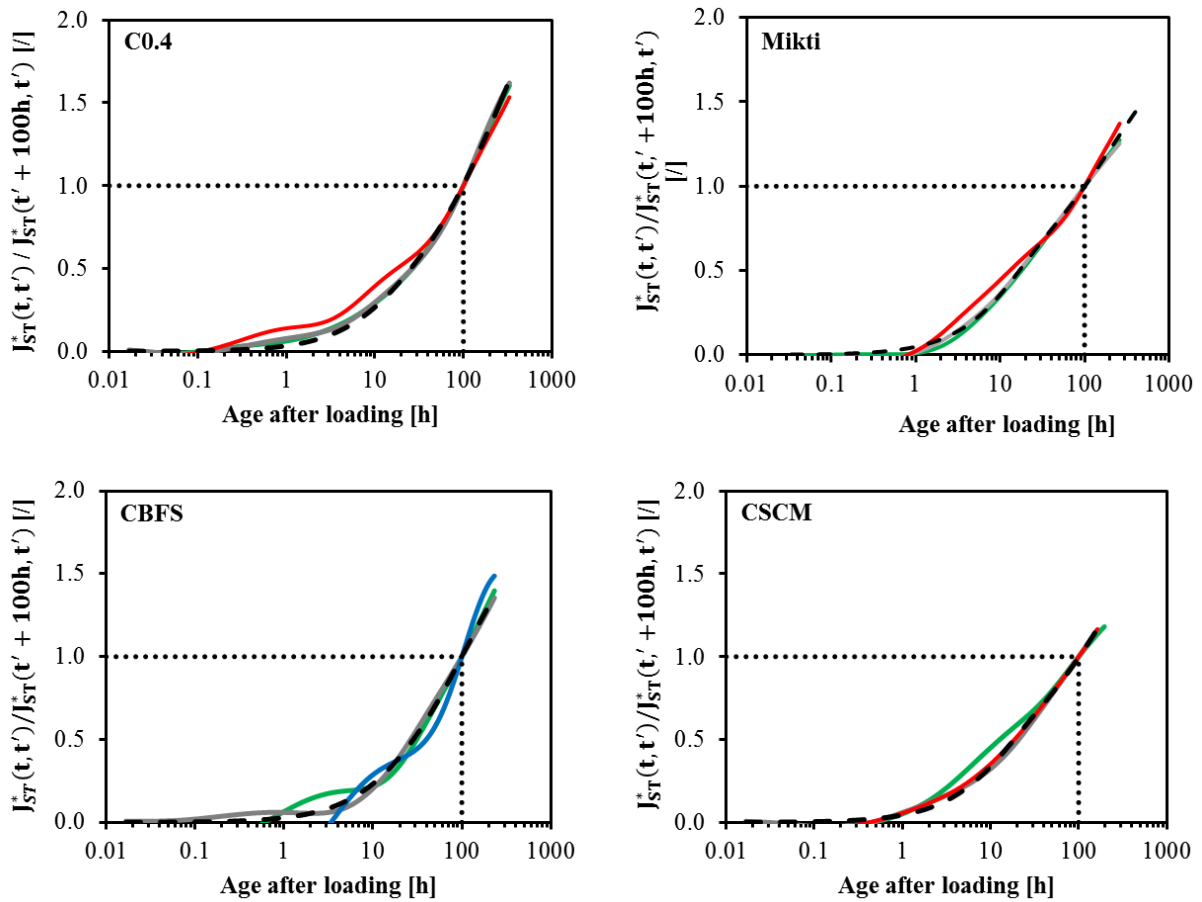 J*ST(t, t′) / J*ST(t′ + 100h, t′) [/]
C0.4
2.0
1.5
1.0
0.5
0.0
0.01 0.1 1 10 100 1000
Age after loading [h]
J*ST(t, t′)/J*ST(t,′ +100h, t′)
[/]
Mikti
2.0
1.5
1.0
0.5
0.0
0.01 0.1 1 10 100 1000
Age after loading [h]
J*ST(t, t′)/J*ST(t′ + 100h, t′) [/]
CBFS
2.0
1.5
1.0
0.5
0.0
0.01 0.1 1 10 100 1000
Age after loading [h]
J*ST(t, t′)/J*ST(t,′ +100h, t′) [/]
CSCM
2.0
1.5
1.0
0.5
0.0
0.01 0.1 1 10 100 1000
Age after loading [h]